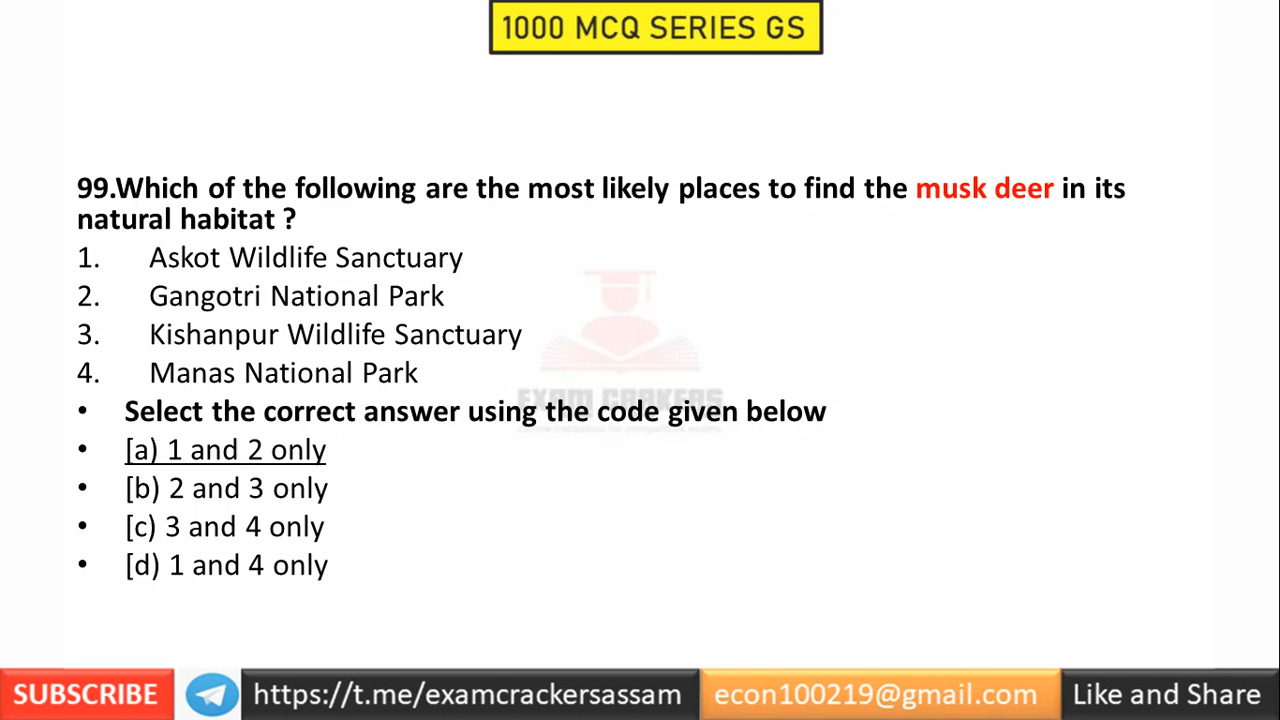 1000 MCQ SERIES GS
99.Which of the following are the most likely places to find the musk deer in its
natural habitat ?
1. Askot Wildlife Sanctuary
2. Gangotri National Park
3. Kishanpur Wildlife Sanctuary
4. Manas National Park
EXAM CRAKERS
• Select the correct answer using the code given below
• [a) 1 and 2 only
• [b) 2 and 3 only
• [c) 3 and 4 only
• [d) 1 and 4 only
SUBSCRIBE
https://t.me/examcrackersassam
econ100219@gmail.com
Like and Share